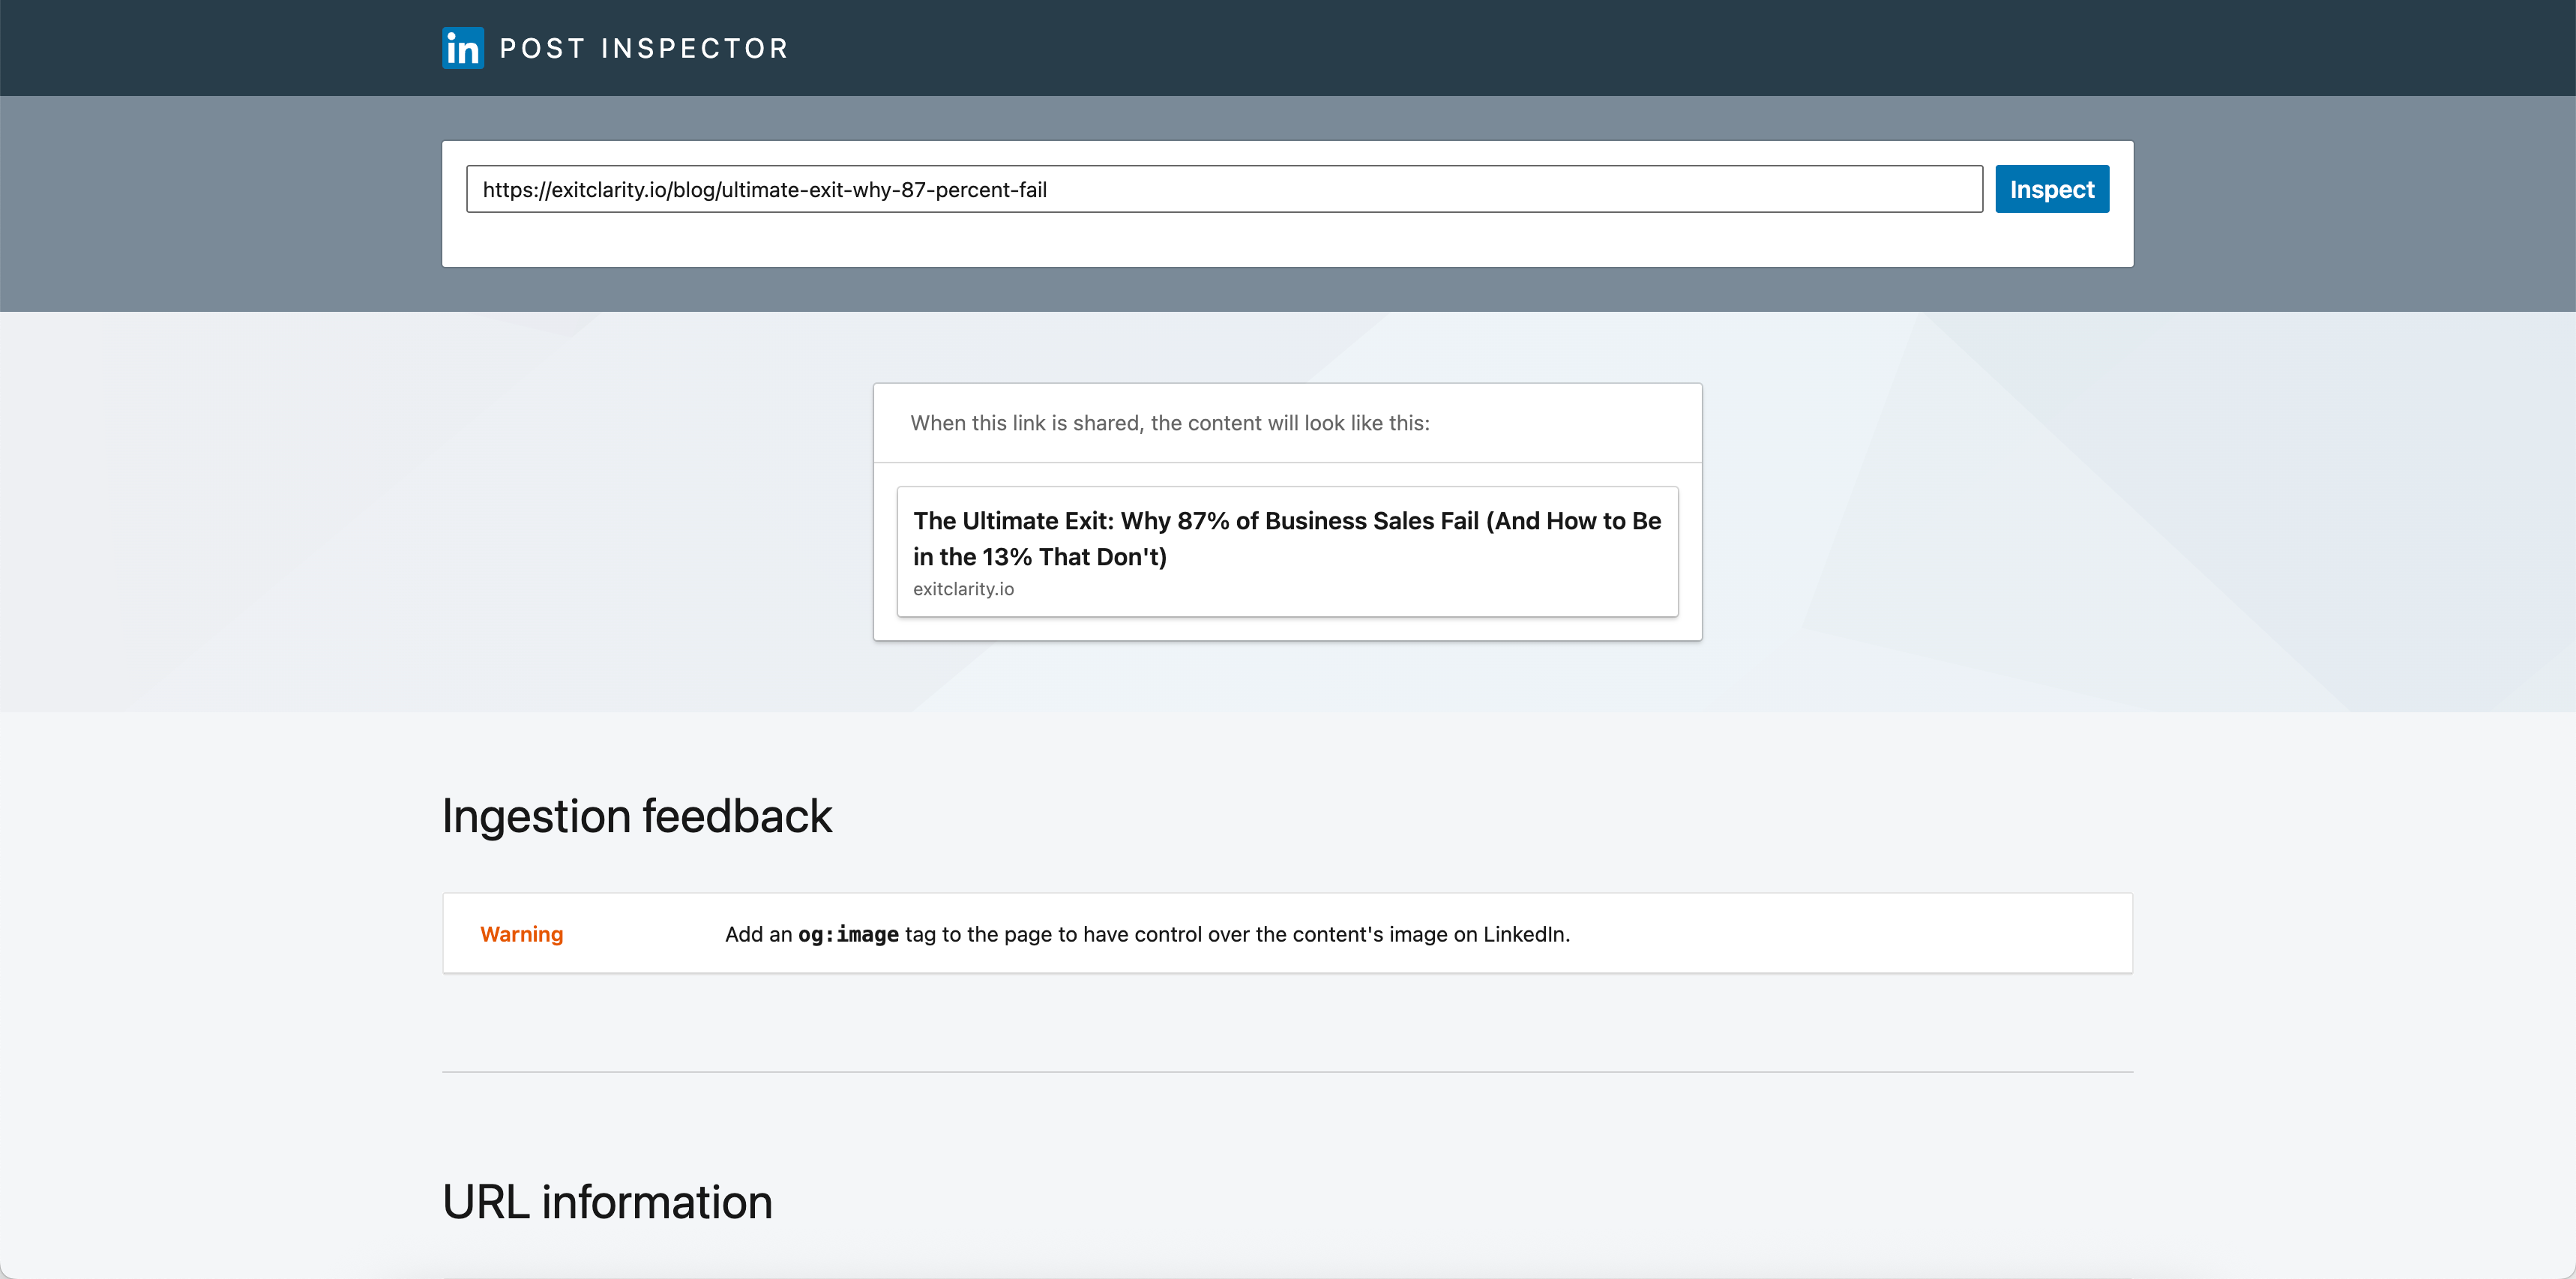 in POST INSPECTOR
https://exitclarity.io/blog/ultimate-exit-why-87-percent-fail
Inspect
When this link is shared, the content will look like this:
The Ultimate Exit: Why 87% of Business Sales Fail (And How to Be
in the 13% That Don't)
exitclarity.io
Ingestion feedback
Warning
Add an og:image tag to the page to have control over the content's image on LinkedIn.
URL information